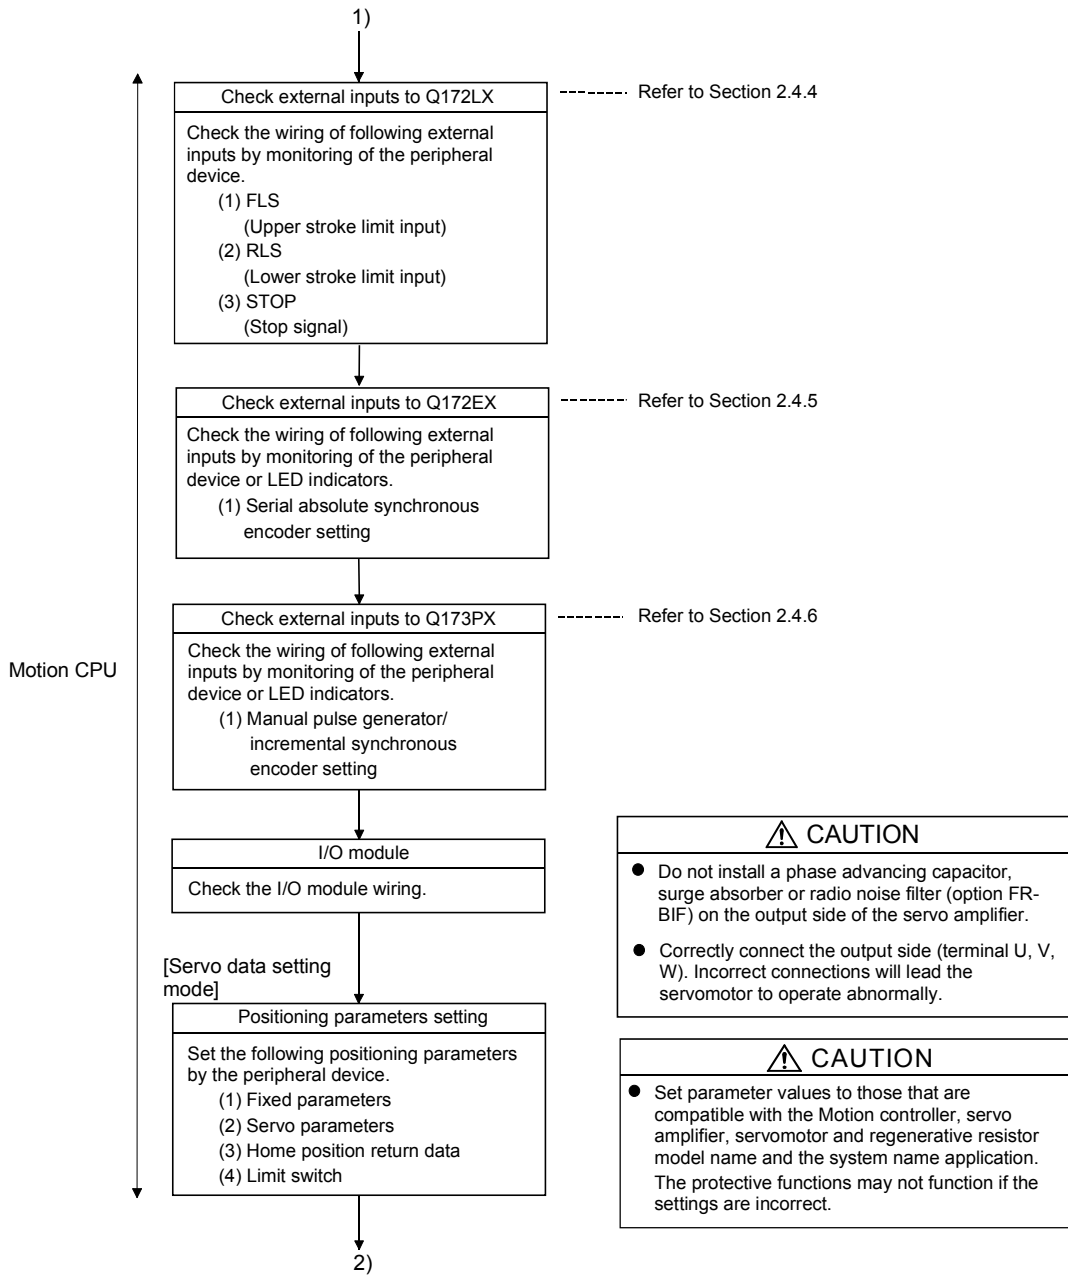 1)
Check external inputs to Q172LX
Refer to Section 2.4.4
Check the wiring of following external
inputs by monitoring of the peripheral
device.
(1) FLS
(Upper stroke limit input)
(2) RLS
(Lower stroke limit input)
(3) STOP
(Stop signal)
Check external inputs to Q172EX
Refer to Section 2.4.5
Check the wiring of following external
inputs by monitoring of the peripheral
device or LED indicators.
(1) Serial absolute synchronous
encoder setting
Check external inputs to Q173PX
Refer to Section 2.4.6
Check the wiring of following external
inputs by monitoring of the peripheral
device or LED indicators.
(1) Manual pulse generator/
incremental synchronous
encoder setting
Motion CPU
I/O module
Check the I/O module wiring.
[Servo data setting
mode]
Positioning parameters setting
Set the following positioning parameters
by the peripheral device.
(1) Fixed parameters
(2) Servo parameters
(3) Home position return data
(4) Limit switch
2)
CAUTION
● Do not install a phase advancing capacitor,
surge absorber or radio noise filter (option FR-
BIF) on the output side of the servo amplifier.
● Correctly connect the output side (terminal U, V,
W). Incorrect connections will lead the
servomotor to operate abnormally.
CAUTION
● Set parameter values to those that are
compatible with the Motion controller, servo
amplifier, servomotor and regenerative resistor
model name and the system name application.
The protective functions may not function if the
settings are incorrect.